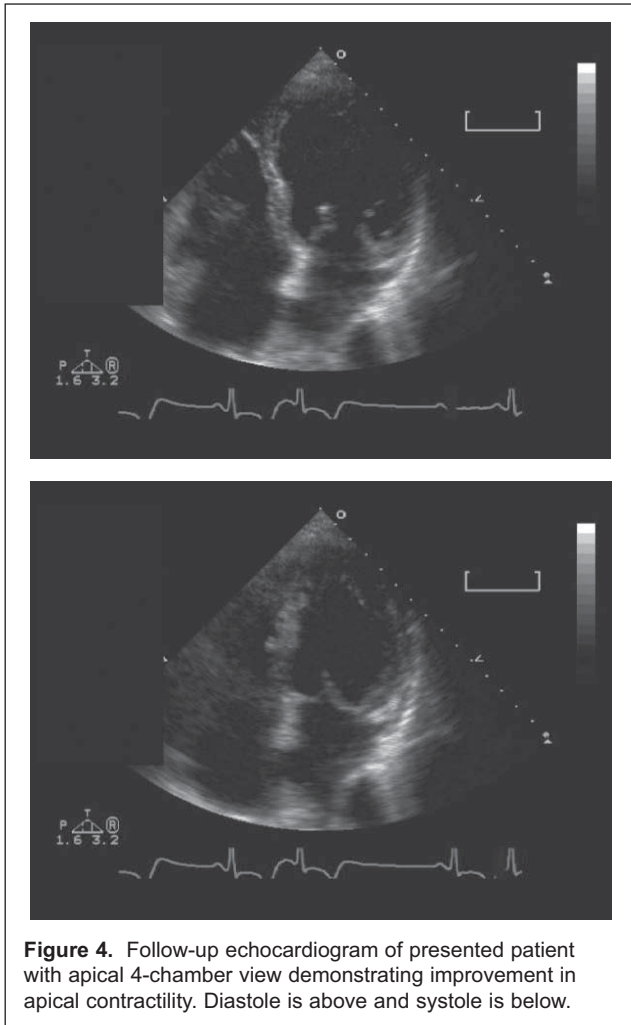 P T R
1.6 3.2
P T R
1.6 3.2
Figure 4. Follow-up echocardiogram of presented patient
with apical 4-chamber view demonstrating improvement in
apical contractility. Diastole is above and systole is below.